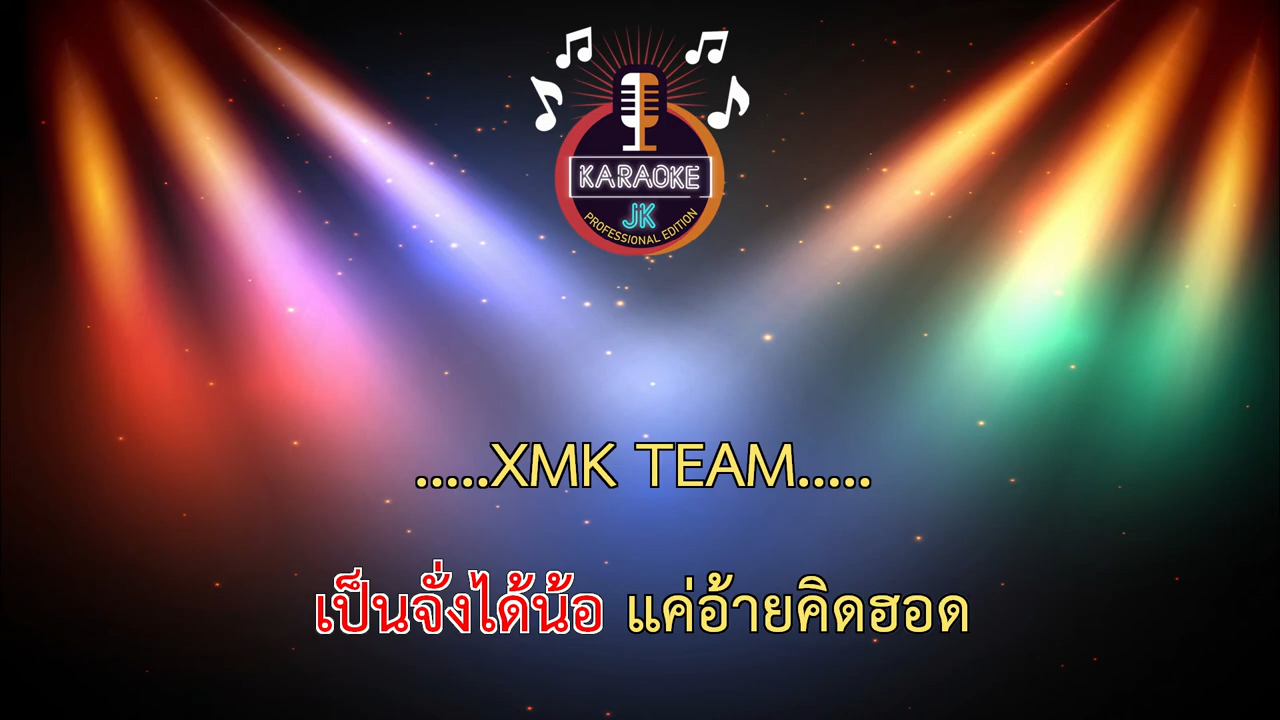 KARAOKE
JK
PROFESSIONAL EDITION
.....XMK TEAM.....
เป็นจั่งได๋น้อ แค่อ้ายคิดฮอด